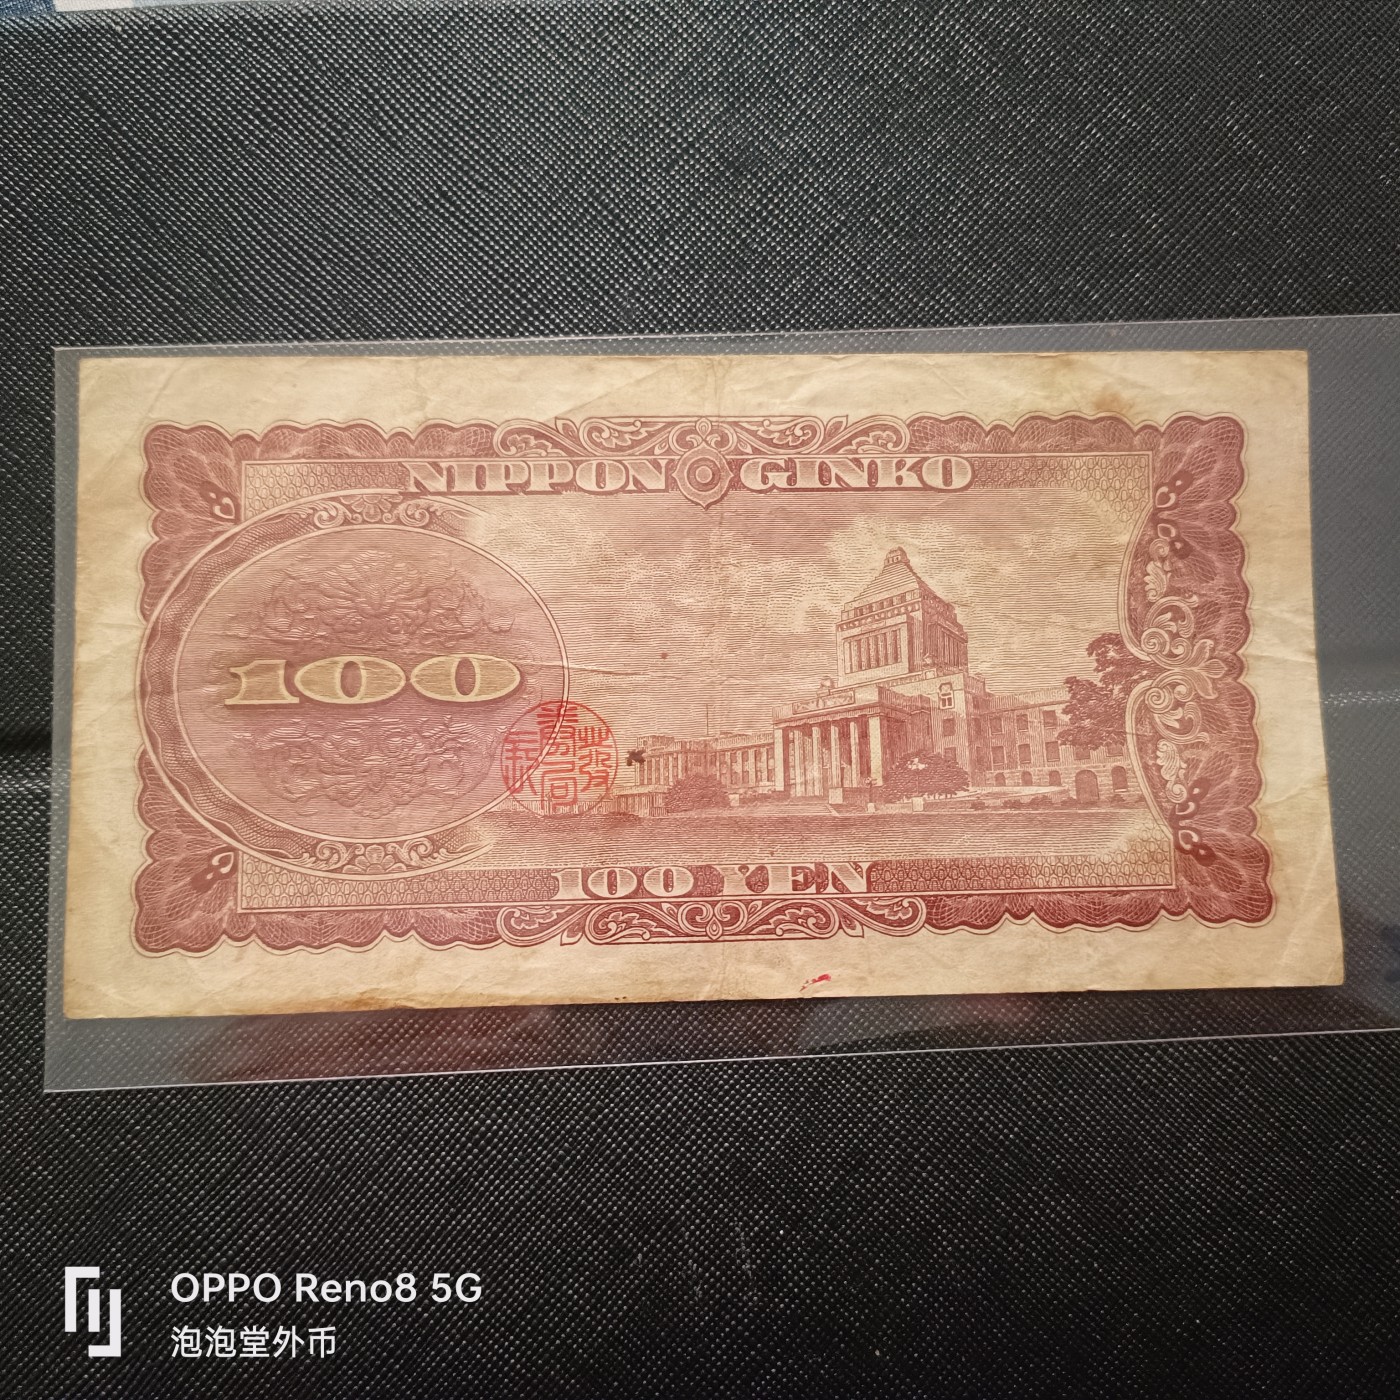 NIPPON GINKO
100
100 YEN
OPPO Reno8 5G
泡泡堂外币